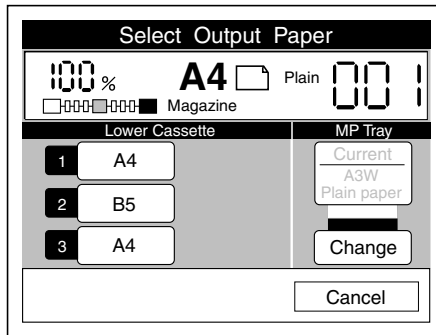 Select Output Paper
100 % A4 Plain 001
Magazine
Lower Cassette
MP Tray
1 A4
2 B5
3 A4
Current
A3W
Plain paper
Change
Cancel